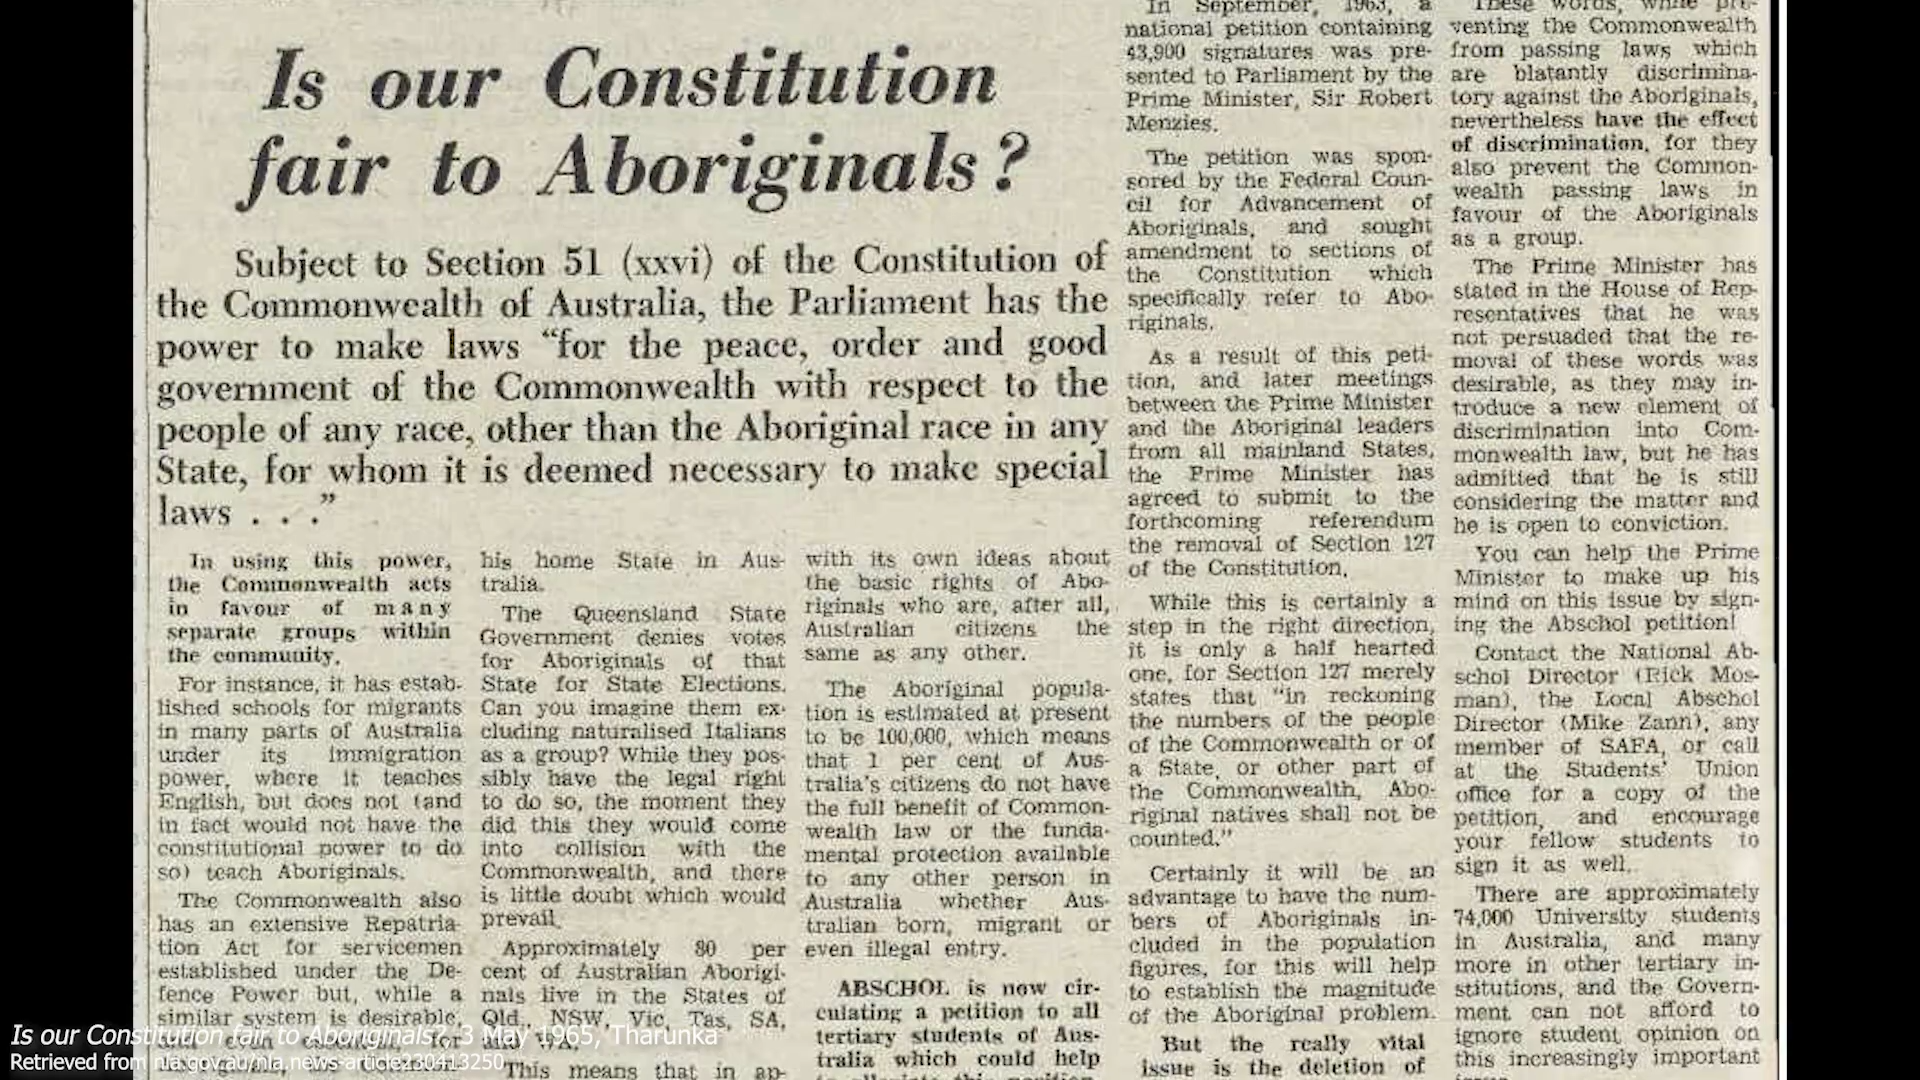 Is our Constitution
fair to Aboriginals?
Subject to Section 51 (xxvi) of the Constitution of
the Commonwealth of Australia, the Parliament has the
power to make laws “for the peace, order and good
government of the Commonwealth with respect to the
people of any race, other than the Aboriginal race in any
State, for whom it is deemed necessary to make special
laws . . .”
In using this power,
the Commonwealth acts
in favour of many
separate groups within
the community.
For instance, it has estab-
lished schools for migrants
in many parts of Australia
under its immigration
power, where it teaches
English, but does not (and
in fact would not have the
constitutional power to do
so) teach Aboriginals.
The Commonwealth also
has an extensive Repatria-
tion Act for servicemen
established under the De-
fence Power but, while a
similar system is desirable,
his home State in Aus-
tralia.
The Queensland State
Government denies votes
for Aboriginals of that
State for State Elections.
Can you imagine them ex-
cluding naturalised Italians
as a group? While they pos-
sibly have the legal right
to do so, the moment they
did this they would come
into collision with the
Commonwealth, and there
is little doubt which would
prevail.
Approximately 80 per
cent of Australian Aborigi-
nals live in the States of
Qld, NSW, Vic, Tas, SA,
and WA.
This means that in ap-
with its own ideas about
the basic rights of Abo-
riginals who are, after all,
Australian citizens the
same as any other.
The Aboriginal popula-
tion is estimated at present
to be 100,000, which means
that 1 per cent of Aus-
tralia's citizens do not have
the full benefit of Common-
wealth law or the funda-
mental protection available
to any other person in
Australia whether Aus-
tralian born, migrant or
even illegal entry.
ABSCHOL is now cir-
culating a petition to all
tertiary students of Aus-
tralia which could help
In September, 1963, a
national petition containing
43,900 signatures was pre-
sented to Parliament by the
Prime Minister, Sir Robert
Menzies.
The petition was spon-
sored by the Federal Coun-
cil for Advancement of
Aboriginals, and sought
amendment to sections of
the Constitution which
specifically refer to Abo-
riginals.
As a result of this peti-
tion, and later meetings
between the Prime Minister
and the Aboriginal leaders
from all mainland States,
the Prime Minister has
agreed to submit to the
forthcoming referendum
the removal of Section 127
of the Constitution.
While this is certainly a
step in the right direction,
it is only a half hearted
one, for Section 127 merely
states that “in reckoning
the numbers of the people
of the Commonwealth or of
a State, or other part of
the Commonwealth, Abo-
riginal natives shall not be
counted.”
Certainly it will be an
advantage to have the num-
bers of Aboriginals in-
cluded in the population
figures, for this will help
to establish the magnitude
of the Aboriginal problem.
But the really vital
issue is the deletion of
These words, while pre-
venting the Commonwealth
from passing laws which
are blatantly discrimina-
tory against the Aboriginals,
nevertheless have the effect
of discrimination, for they
also prevent the Common-
wealth passing laws in
favour of the Aboriginals
as a group.
The Prime Minister has
stated in the House of Rep-
resentatives that he was
not persuaded that the re-
moval of these words was
desirable, as they may in-
troduce a new element of
discrimination into Com-
monwealth law, but he has
admitted that he is still
considering the matter and
he is open to conviction.
You can help the Prime
Minister to make up his
mind on this issue by sign-
ing the Abschol petition!
Contact the National Ab-
schol Director (Rick Mos-
man), the Local Abschol
Director (Mike Zann), any
member of SAFA, or call
at the Students' Union
office for a copy of the
petition, and encourage
your fellow students to
sign it as well.
There are approximately
74,000 University students
in Australia, and many
more in other tertiary in-
stitutions, and the Govern-
ment can not afford to
ignore student opinion on
this increasingly important
Is our Constitution fair to Aboriginals?, 3 May 1965, Tharunka
Retrieved from nla.gov.au/nla.news-article230413250